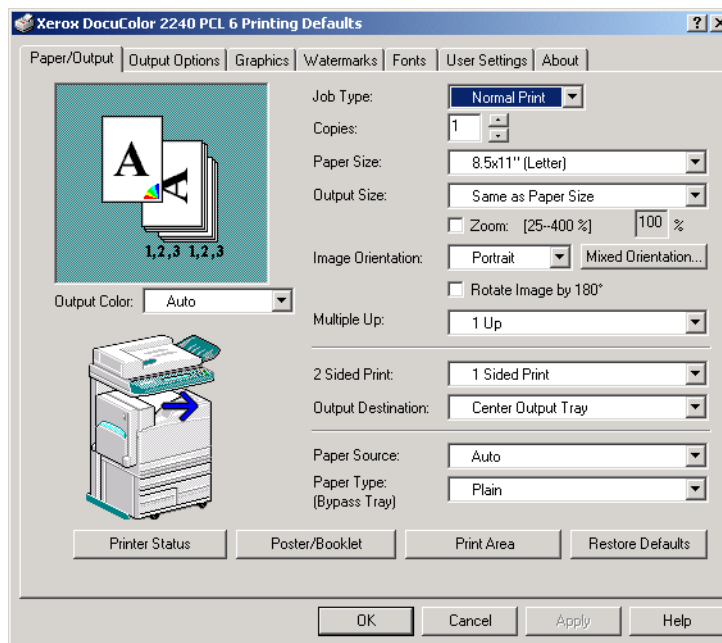 Xerox DocuColor 2240 PCL 6 Printing Defaults
Paper/Output Output Options Graphics Watermarks Fonts User Settings About
A A
1,2,3 1,2,3
Output Color: Auto
Job Type: Normal Print
Copies: 1
Paper Size: 8.5x11" (Letter)
Output Size: Same as Paper Size
Zoom: [25--400 %] 100 %
Image Orientation: Portrait Mixed Orientation...
Rotate Image by 180°
Multiple Up: 1 Up
2 Sided Print: 1 Sided Print
Output Destination: Center Output Tray
Paper Source: Auto
Paper Type: Plain
(Bypass Tray)
Printer Status Poster/Booklet Print Area Restore Defaults
OK Cancel Apply Help